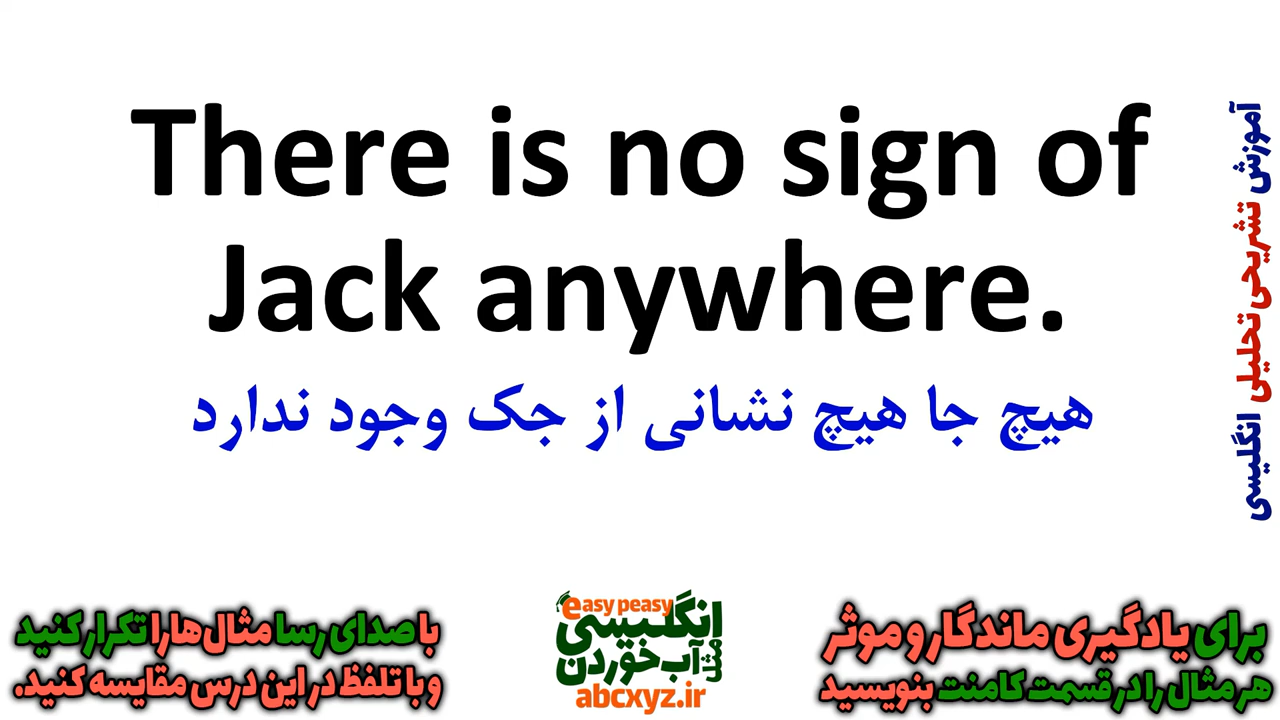 There is no sign of
Jack anywhere.
هیچ جا هیچ نشانی از جک وجود ندارد
آموزش تشریحی تحلیلی انگلیسی
برای یادگیری ماندگار و موثر
هر مثال را در قسمت کامنت بنویسید
easy peasy
انگلیسی
مثل آب خوردن
abcxyz.ir
با صدای رسا مثال‌ها را تکرار کنید
و با تلفظ در این درس مقایسه کنید.